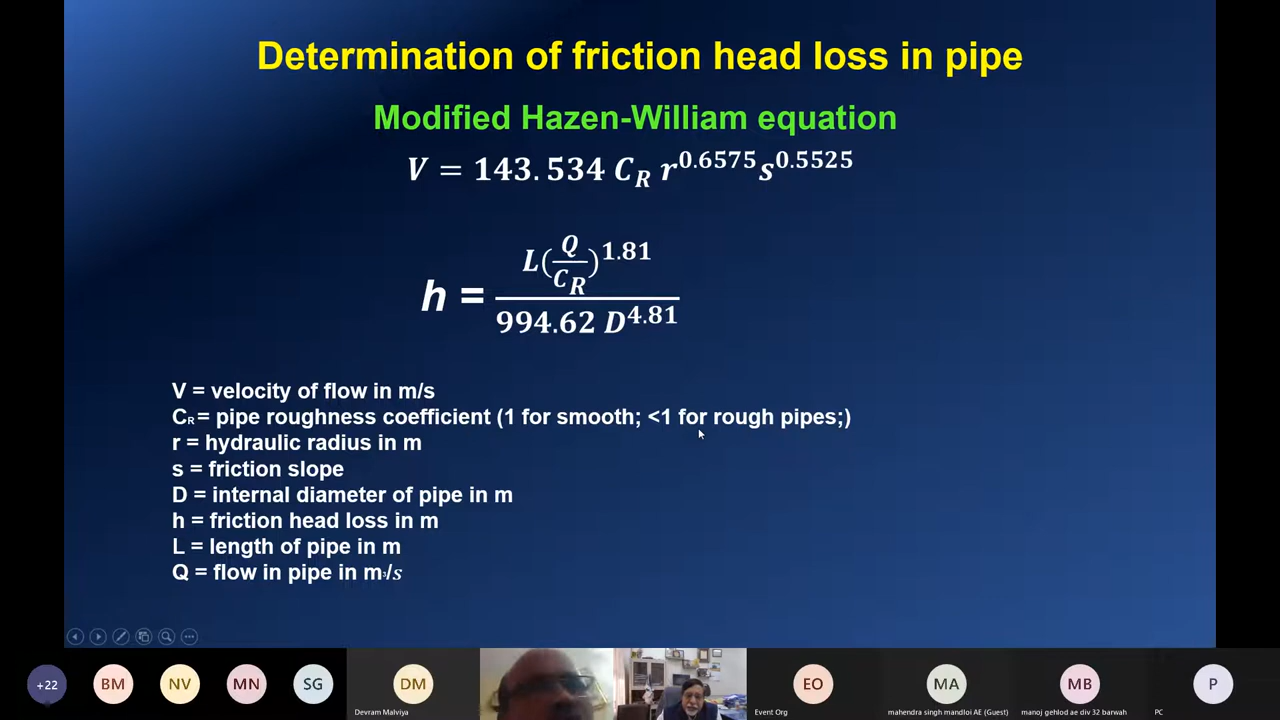 Determination of friction head loss in pipe
Modified Hazen-William equation
V = 143.534 C_R r^0.6575 s^0.5525
h = L(Q/C_R)^1.81 / 994.62 D^4.81
V = velocity of flow in m/s
CR= pipe roughness coefficient (1 for smooth; <1 for rough pipes;)
r = hydraulic radius in m
s = friction slope
D = internal diameter of pipe in m
h = friction head loss in m
L = length of pipe in m
Q = flow in pipe in m³/s
+22 BM NV MN SG DM EO MA MB P
Devram Malviya Event Org mahendra singh mandloi AE (Guest) manoj gehlod ae div 32 barwah PC